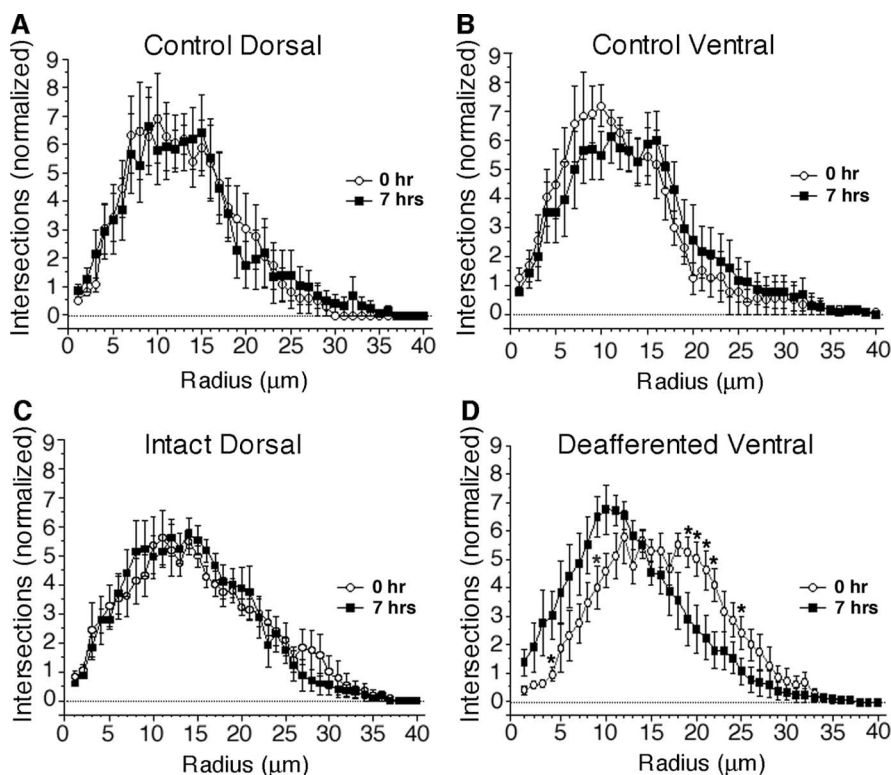 A
Control Dorsal
Intersections (normalized)
9
8
7
6
5
4
3
2
1
0
0 hr
7 hrs
0 5 10 15 20 25 30 35 40
Radius (μm)
B
Control Ventral
Intersections (normalized)
9
8
7
6
5
4
3
2
1
0
0 hr
7 hrs
0 5 10 15 20 25 30 35 40
Radius (μm)
C
Intact Dorsal
Intersections (normalized)
9
8
7
6
5
4
3
2
1
0
0 hr
7 hrs
0 5 10 15 20 25 30 35 40
Radius (μm)
D
Deafferented Ventral
Intersections (normalized)
9
8
7
6
5
4
3
2
1
0
* * * * * * *
0 hr
7 hrs
0 5 10 15 20 25 30 35 40
Radius (μm)